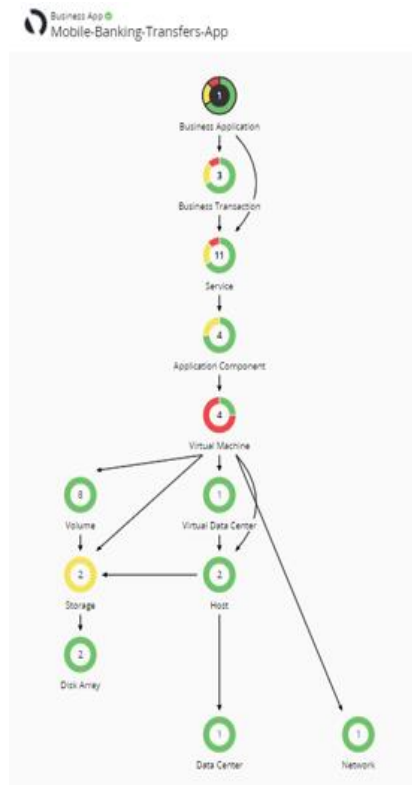 Business App
Mobile-Banking-Transfers-App
1
Business Application
3
Business Transaction
11
Service
4
Application Component
4
Virtual Machine
8
Volume
1
Virtual Data Center
2
Storage
2
Host
2
Disk Array
1
Data Center
1
Network